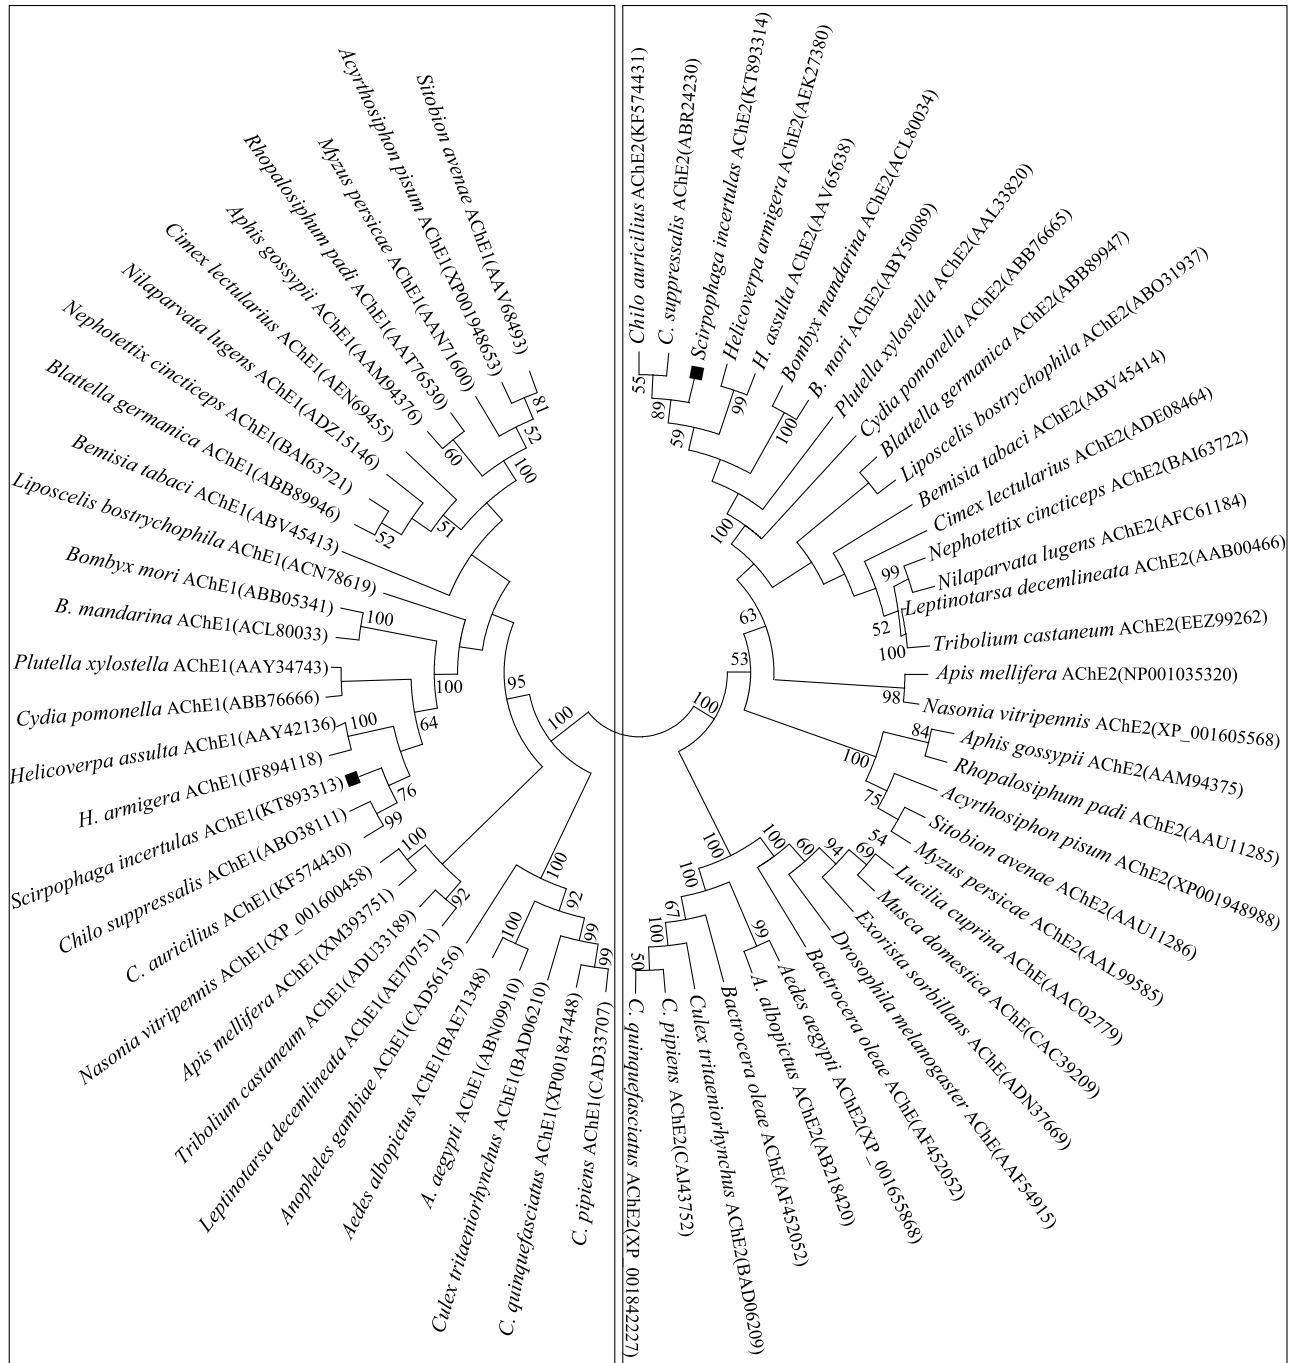 Sitobion avenae AChE1(AAV68493)
Acyrthosiphon pisum AChE1(XP001948653)
Myzus persicae AChE1(AAN71600)
Rhopalosiphum padi AChE1(AAT76530)
Aphis gossypii AChE1(AAM94376)
Cimex lectularius AChE1(AEN69455)
Nilaparvata lugens AChE1(ADZ15146)
Nephotettix cincticeps AChE1(BAI63721)
Blattella germanica AChE1(ABB89946)
Bemisia tabaci AChE1(ABV45413)
Liposcelis bostrychophila AChE1(ACN78619)
Bombyx mori AChE1(ABB05341)
B. mandarina AChE1(ACL80033)
Plutella xylostella AChE1(AAY34743)
Cydia pomonella AChE1(ABB76666)
Helicoverpa assulta AChE1(AAY42136)
H. armigera AChE1(JF894118)
Scirpophaga incertulas AChE1(KT893313)
Chilo suppressalis AChE1(ABO38111)
C. auricilius AChE1(KF574430)
Nasonia vitripennis AChE1(XP_001600458)
Apis mellifera AChE1(XM393751)
Tribolium castaneum AChE1(ADU33189)
Leptinotarsa decemlineata AChE1(AEI70751)
Anopheles gambiae AChE1(CAD56156)
Aedes albopictus AChE1(BAE71348)
A. aegypti AChE1(ABN09910)
Culex tritaeniorhynchus AChE1(BAD06210)
C. quinquefasciatus AChE1(XP001847448)
C. pipiens AChE1(CAD33707)
81
52
60
100
51
52
100
100
64
100
76
99
95
100
100
92
100
92
100
99
99
Chilo auricilius AChE2(KF574431)
C. suppressalis AChE2(ABR24230)
Scirpophaga incertulas AChE2(KT893314)
Helicoverpa armigera AChE2(AEK27380)
H. assulta AChE2(AAV65638)
Bombyx mandarina AChE2(ACL80034)
B. mori AChE2(ABY50089)
Plutella xylostella AChE2(AAL33820)
Cydia pomonella AChE2(ABB76665)
Blattella germanica AChE2(ABB89947)
Liposcelis bostrychophila AChE2(ABO31937)
Bemisia tabaci AChE2(ABV45414)
Cimex lectularius AChE2(ADE08464)
Nephotettix cincticeps AChE2(BAI63722)
Nilaparvata lugens AChE2(AFC61184)
Leptinotarsa decemlineata AChE2(AAB00466)
Tribolium castaneum AChE2(EEZ99262)
Apis mellifera AChE2(NP001035320)
Nasonia vitripennis AChE2(XP_001605568)
Aphis gossypii AChE2(AAM94375)
Rhopalosiphum padi AChE2(AAU11285)
Acyrthosiphon pisum AChE2(XP001948988)
Sitobion avenae AChE2(AAU11286)
Myzus persicae AChE2(AAL99585)
Lucilia cuprina AChE(AAC02779)
Musca domestica AChE(CAC39209)
Exorista sorbillans AChE(ADN37669)
Drosophila melanogaster AChE(AAF54915)
Bactrocera oleae AChE(AF452052)
Aedes aegypti AChE2(XP_001655868)
A. albopictus AChE2(AB218420)
Bactrocera oleae AChE(AF452052)
Culex tritaeniorhynchus AChE2(BAD06209)
C. pipiens AChE2(CAJ43752)
C. quinquefasciatus AChE2(XP_001842227)
55
89
59
99
100
100
99
52
100
63
53
98
100
84
100
75
54
100
100
60
94
69
100
67
99
100
50